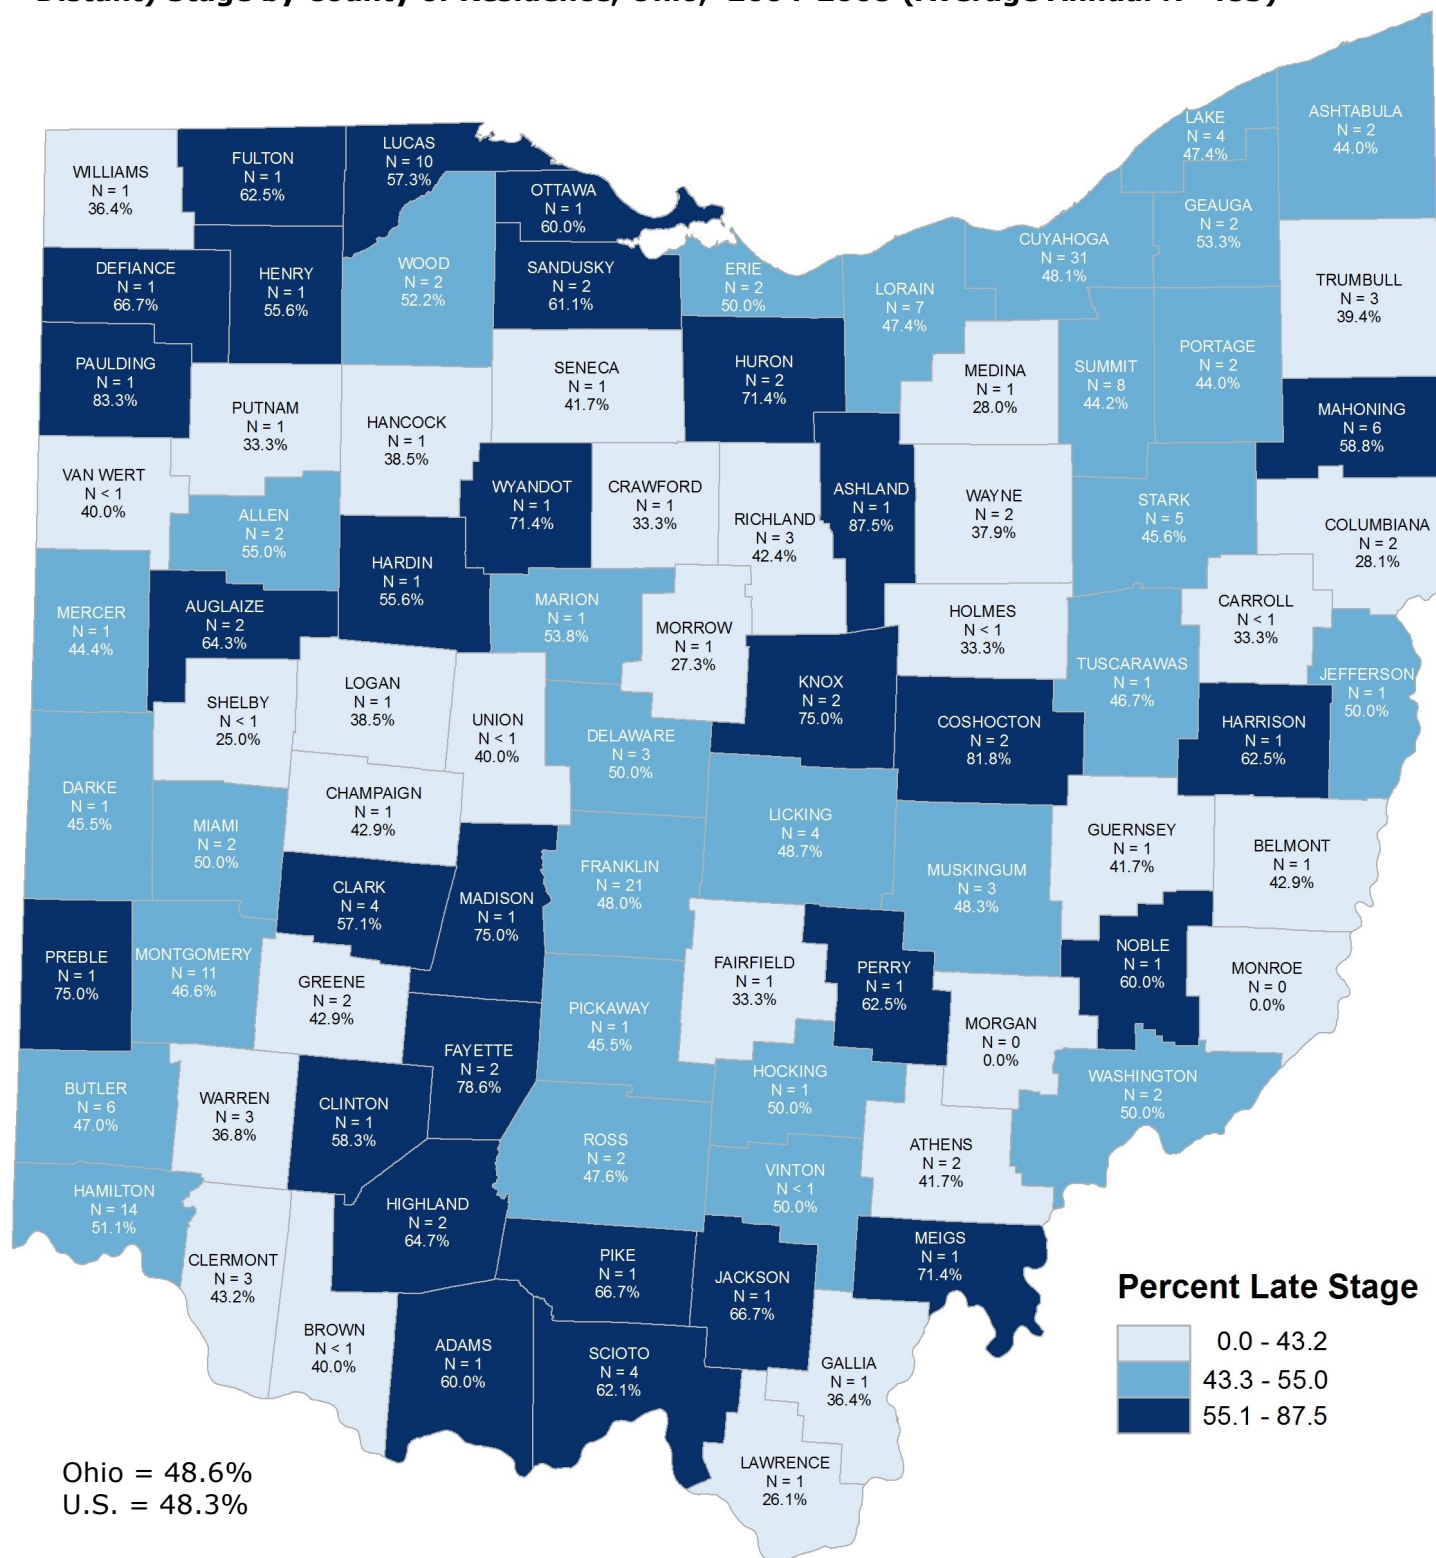 Distant) Stage by County of Residence, Ohio, (Average Annual
LAKE
N = 4
47.4%
ASHTABULA
N = 2
44.0%
WILLIAMS
N = 1
36.4%
FULTON
N = 1
62.5%
LUCAS
N = 10
57.3%
OTTAWA
N = 1
60.0%
GEAUGA
N = 2
53.3%
CUYAHOGA
N = 31
48.1%
DEFIANCE
N = 1
66.7%
HENRY
N = 1
55.6%
WOOD
N = 2
52.2%
SANDUSKY
N = 2
61.1%
ERIE
N = 2
50.0%
LORAIN
N = 7
47.4%
TRUMBULL
N = 3
39.4%
PAULDING
N = 1
83.3%
PUTNAM
N = 1
33.3%
HANCOCK
N = 1
38.5%
SENECA
N = 1
41.7%
HURON
N = 2
71.4%
MEDINA
N = 1
28.0%
SUMMIT
N = 8
44.2%
PORTAGE
N = 2
44.0%
MAHONING
N = 6
58.8%
VAN WERT
N < 1
40.0%
ALLEN
N = 2
55.0%
WYANDOT
N = 1
71.4%
CRAWFORD
N = 1
33.3%
RICHLAND
N = 3
42.4%
ASHLAND
N = 1
87.5%
WAYNE
N = 2
37.9%
STARK
N = 5
45.6%
COLUMBIANA
N = 2
28.1%
HARDIN
N = 1
55.6%
MERCER
N = 1
44.4%
AUGLAIZE
N = 2
64.3%
MARION
N = 1
53.8%
MORROW
N = 1
27.3%
HOLMES
N < 1
33.3%
CARROLL
N < 1
33.3%
TUSCARAWAS
N = 1
46.7%
JEFFERSON
N = 1
50.0%
SHELBY
N < 1
25.0%
LOGAN
N = 1
38.5%
UNION
N < 1
40.0%
DELAWARE
N = 3
50.0%
KNOX
N = 2
75.0%
COSHOCTON
N = 2
81.8%
HARRISON
N = 1
62.5%
DARKE
N = 1
45.5%
MIAMI
N = 2
50.0%
CHAMPAIGN
N = 1
42.9%
LICKING
N = 4
48.7%
GUERNSEY
N = 1
41.7%
BELMONT
N = 1
42.9%
CLARK
N = 4
57.1%
MADISON
N = 1
75.0%
FRANKLIN
N = 21
48.0%
MUSKINGUM
N = 3
48.3%
PREBLE
N = 1
75.0%
MONTGOMERY
N = 11
46.6%
GREENE
N = 2
42.9%
FAIRFIELD
N = 1
33.3%
PERRY
N = 1
62.5%
NOBLE
N = 1
60.0%
MONROE
N = 0
0.0%
PICKAWAY
N = 1
45.5%
MORGAN
N = 0
0.0%
FAYETTE
N = 2
78.6%
HOCKING
N = 1
50.0%
WASHINGTON
N = 2
50.0%
BUTLER
N = 6
47.0%
WARREN
N = 3
36.8%
CLINTON
N = 1
58.3%
ROSS
N = 2
47.6%
ATHENS
N = 2
41.7%
VINTON
N < 1
50.0%
HAMILTON
N = 14
51.1%
HIGHLAND
N = 2
64.7%
CLERMONT
N = 3
43.2%
PIKE
N = 1
66.7%
JACKSON
N = 1
66.7%
MEIGS
N = 1
71.4%
BROWN
N < 1
40.0%
ADAMS
N = 1
60.0%
SCIOTO
N = 4
62.1%
GALLIA
N = 1
36.4%
LAWRENCE
N = 1
26.1%
Percent Late Stage
0.0 - 43.2
43.3 - 55.0
55.1 - 87.5
Ohio = 48.6%
U.S. = 48.3%